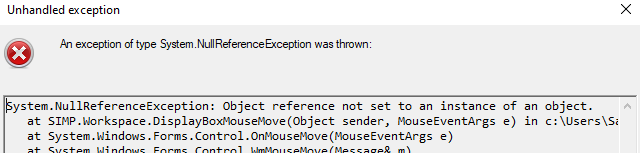 Unhandled exception
An exception of type System.NullReferenceException was thrown:
System.NullReferenceException: Object reference not set to an instance of an object.
at SIMP.Workspace.DisplayBoxMouseMove(Object sender, MouseEventArgs e) in c:\Users\Sa
at System.Windows.Forms.Control.OnMouseMove(MouseEventArgs e)
at System.Windows.Forms.Control.WmMouseMove(Message& m)